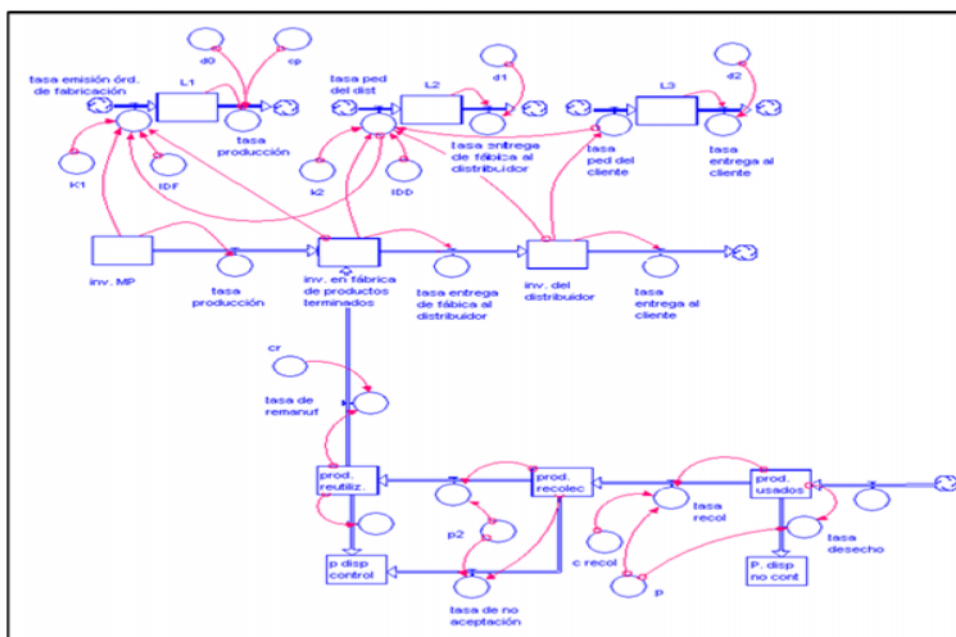 d0
cp
tasa emisión órd.
de fabricación
L1
tasa
producción
K1
IDF
tasa ped
del dist
L2
d1
tasa entrega
de fábica al
distribuidor
k2
IDD
L3
d2
tasa
ped del
cliente
tasa
entrega al
cliente
inv. MP
tasa
producción
inv. en fábrica
de productos
terminados
tasa entrega
de fábica al
distribuidor
inv. del
distribuidor
tasa
entrega al
cliente
cr
tasa de
remanuf
prod.
reutiliz.
prod.
recolec
prod.
usados
tasa
recol
tasa
desecho
p2
c recol
p
p disp
control
P. disp
no cont
tasa de no
aceptación